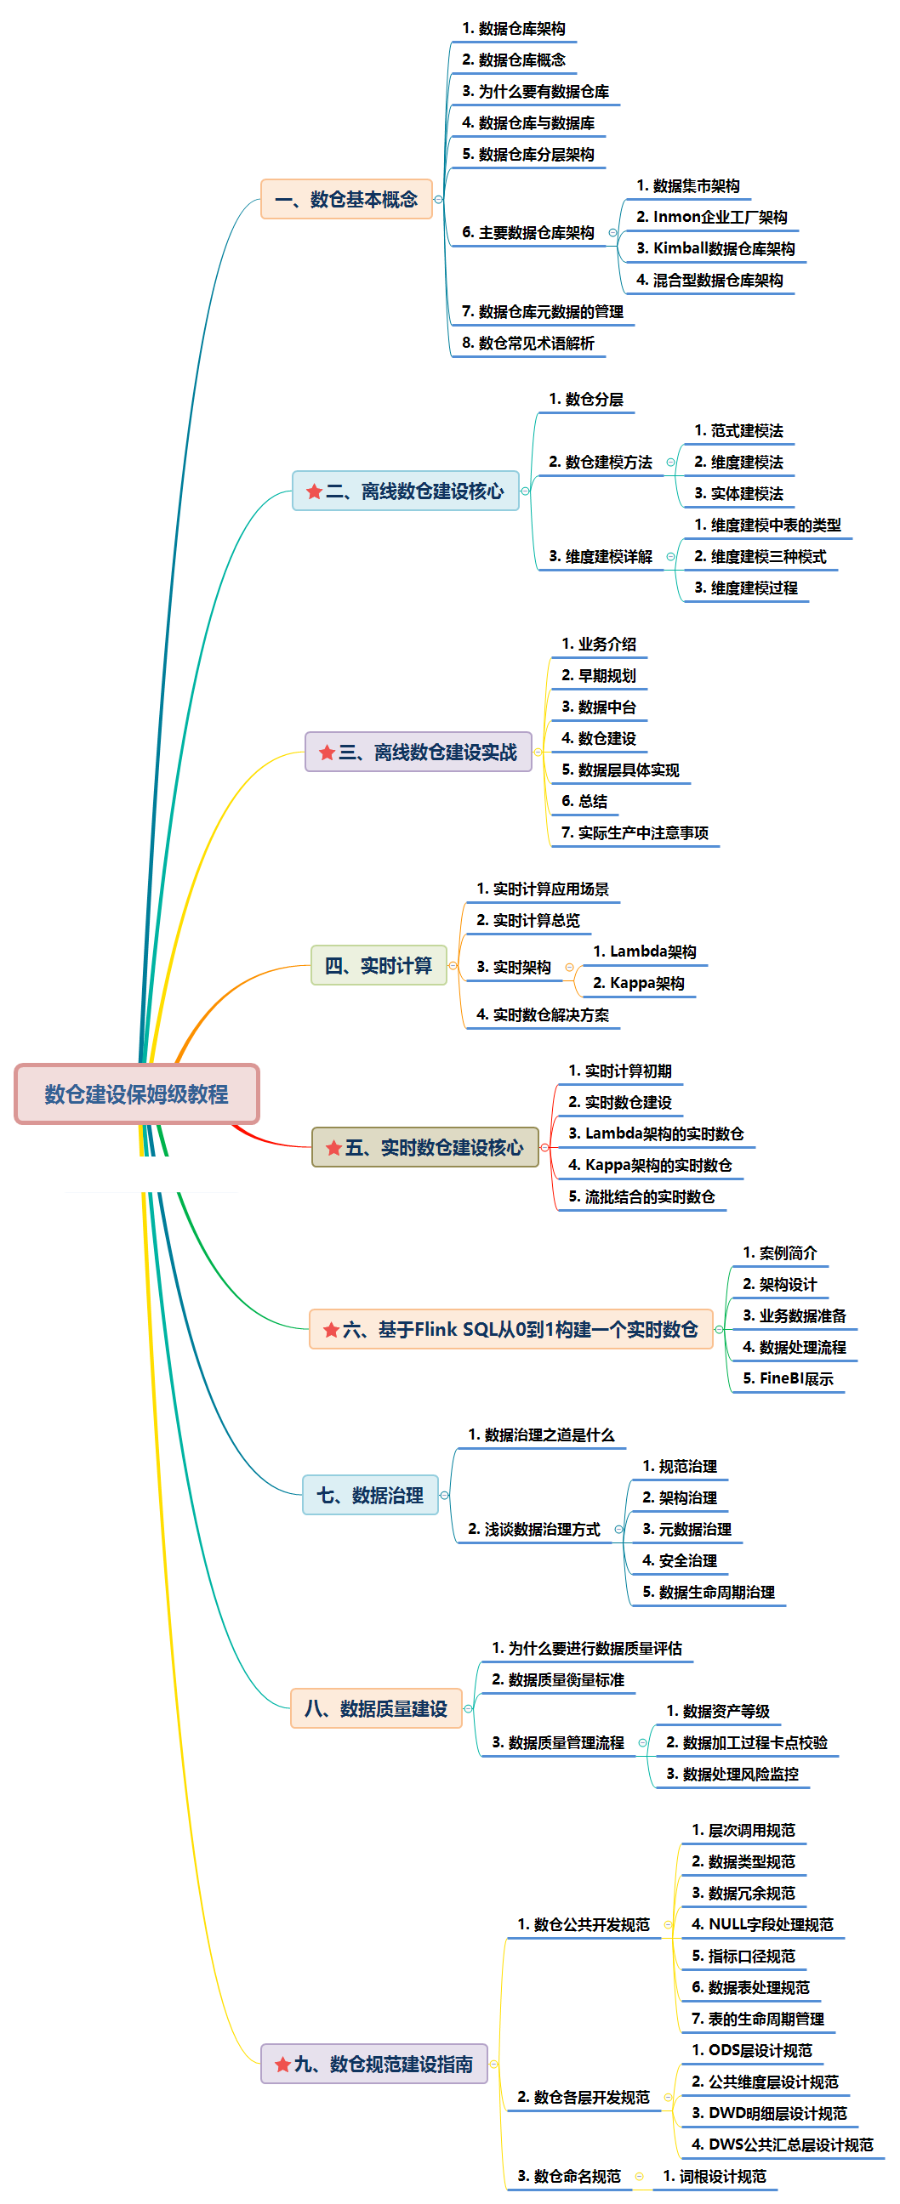 数仓建设保姆级教程
一、数仓基本概念
1. 数据仓库架构
2. 数据仓库概念
3. 为什么要有数据仓库
4. 数据仓库与数据库
5. 数据仓库分层架构
6. 主要数据仓库架构
1. 数据集市架构
2. Inmon企业工厂架构
3. Kimball数据仓库架构
4. 混合型数据仓库架构
7. 数据仓库元数据的管理
8. 数仓常见术语解析
二、离线数仓建设核心
1. 数仓分层
2. 数仓建模方法
1. 范式建模法
2. 维度建模法
3. 实体建模法
3. 维度建模详解
1. 维度建模中表的类型
2. 维度建模三种模式
3. 维度建模过程
三、离线数仓建设实战
1. 业务介绍
2. 早期规划
3. 数据中台
4. 数仓建设
5. 数据层具体实现
6. 总结
7. 实际生产中注意事项
四、实时计算
1. 实时计算应用场景
2. 实时计算总览
3. 实时架构
1. Lambda架构
2. Kappa架构
4. 实时数仓解决方案
五、实时数仓建设核心
1. 实时计算初期
2. 实时数仓建设
3. Lambda架构的实时数仓
4. Kappa架构的实时数仓
5. 流批结合的实时数仓
六、基于Flink SQL从0到1构建一个实时数仓
1. 案例简介
2. 架构设计
3. 业务数据准备
4. 数据处理流程
5. FineBI展示
七、数据治理
1. 数据治理之道是什么
2. 浅谈数据治理方式
1. 规范治理
2. 架构治理
3. 元数据治理
4. 安全治理
5. 数据生命周期治理
八、数据质量建设
1. 为什么要进行数据质量评估
2. 数据质量衡量标准
3. 数据质量管理流程
1. 数据资产等级
2. 数据加工过程卡点校验
3. 数据处理风险监控
九、数仓规范建设指南
1. 数仓公共开发规范
1. 层次调用规范
2. 数据类型规范
3. 数据冗余规范
4. NULL字段处理规范
5. 指标口径规范
6. 数据表处理规范
7. 表的生命周期管理
2. 数仓各层开发规范
1. ODS层设计规范
2. 公共维度层设计规范
3. DWD明细层设计规范
4. DWS公共汇总层设计规范
3. 数仓命名规范
1. 词根设计规范